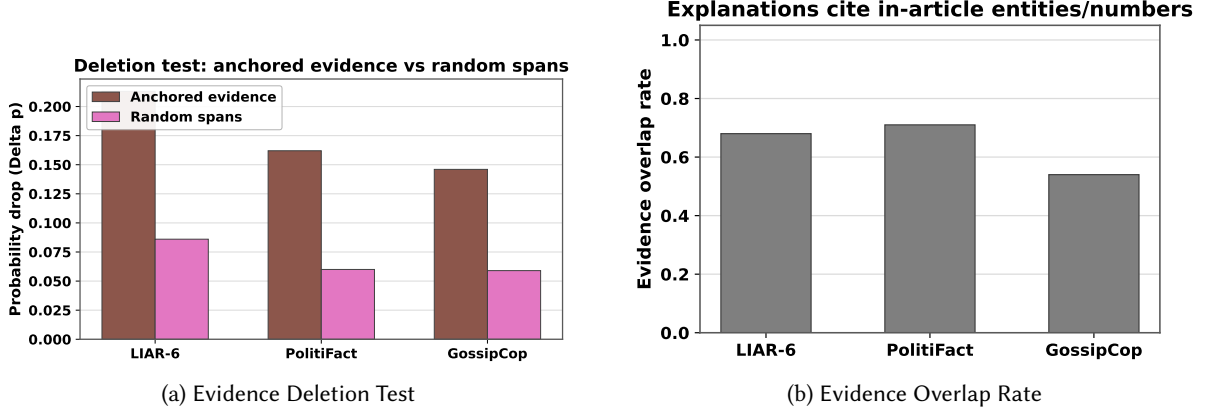 Deletion test: anchored evidence vs random spans
Anchored evidence
Random spans
Probability drop (Delta p)
0.200
0.175
0.150
0.125
0.100
0.075
0.050
0.025
0.000
LIAR-6 PolitiFact GossipCop
(a) Evidence Deletion Test
Explanations cite in-article entities/numbers
Evidence overlap rate
1.0
0.8
0.6
0.4
0.2
0.0
LIAR-6 PolitiFact GossipCop
(b) Evidence Overlap Rate